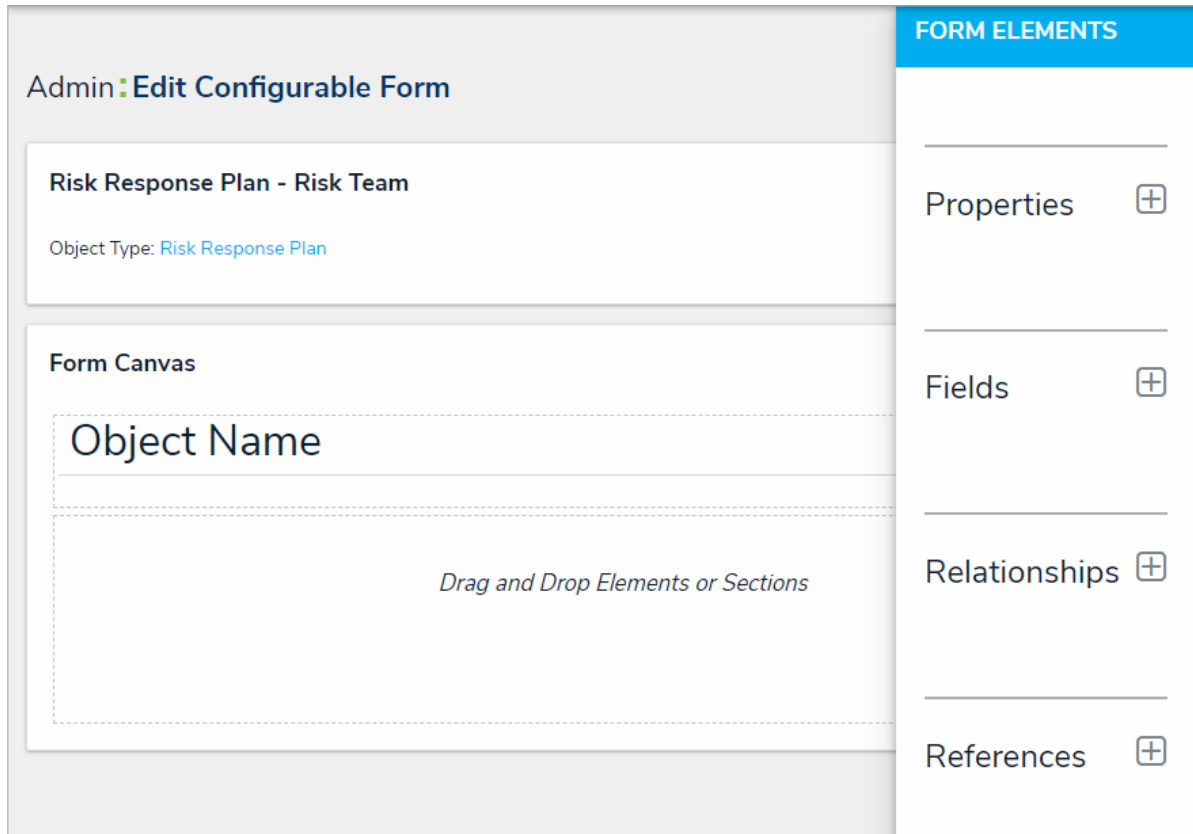 Admin:Edit Configurable Form
Risk Response Plan - Risk Team
Object Type: Risk Response Plan
Form Canvas
Object Name
Drag and Drop Elements or Sections
FORM ELEMENTS
Properties
Fields
Relationships
References